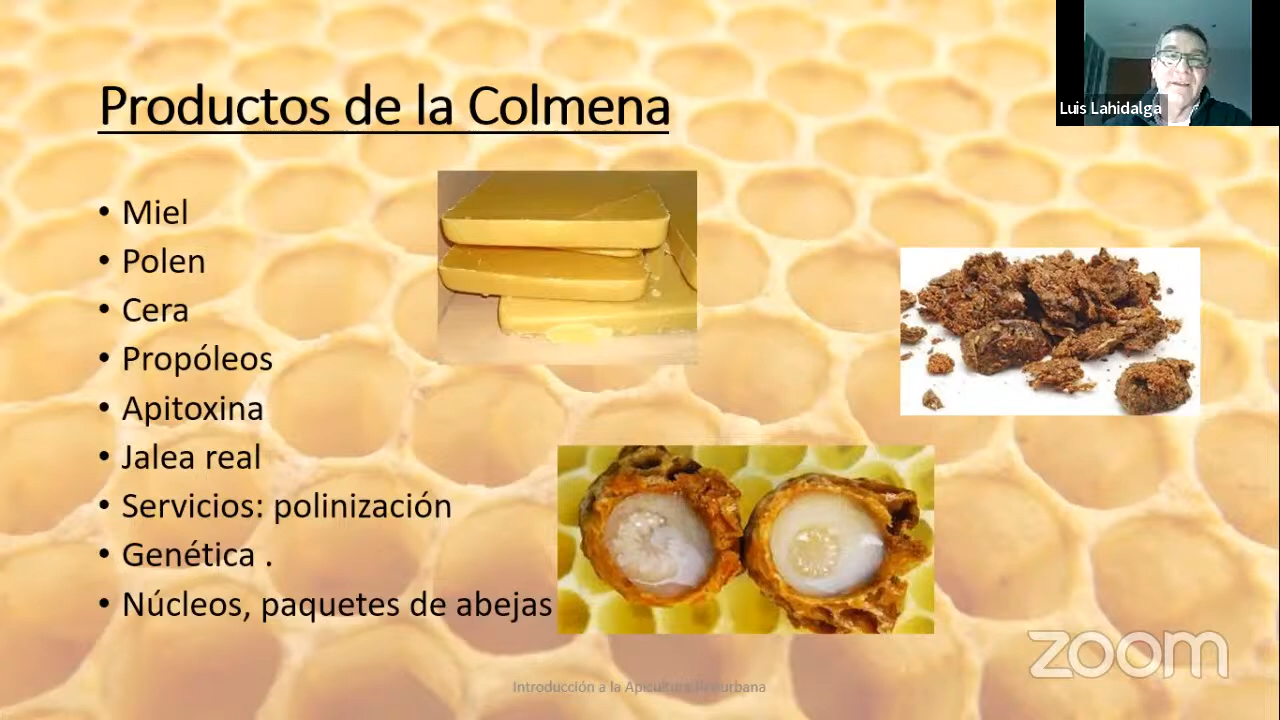 Luis Lahidalga
Productos de la Colmena
• Miel
• Polen
• Cera
• Propóleos
• Apitoxina
• Jalea real
• Servicios: polinización
• Genética .
• Núcleos, paquetes de abejas
zoom
Introducción a la Apicultura